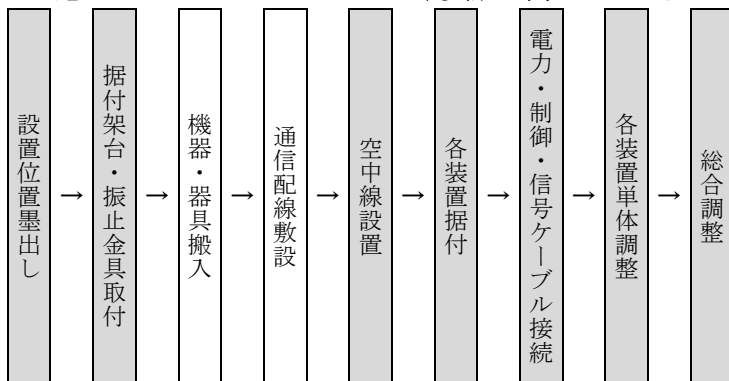 設置位置墨出し
→
据付架台・振止金具取付
→
機器・器具搬入
→
通信配線敷設
→
空中線設置
→
各装置据付
→
電力・制御・信号ケーブル接続
→
各装置単体調整
→
総合調整